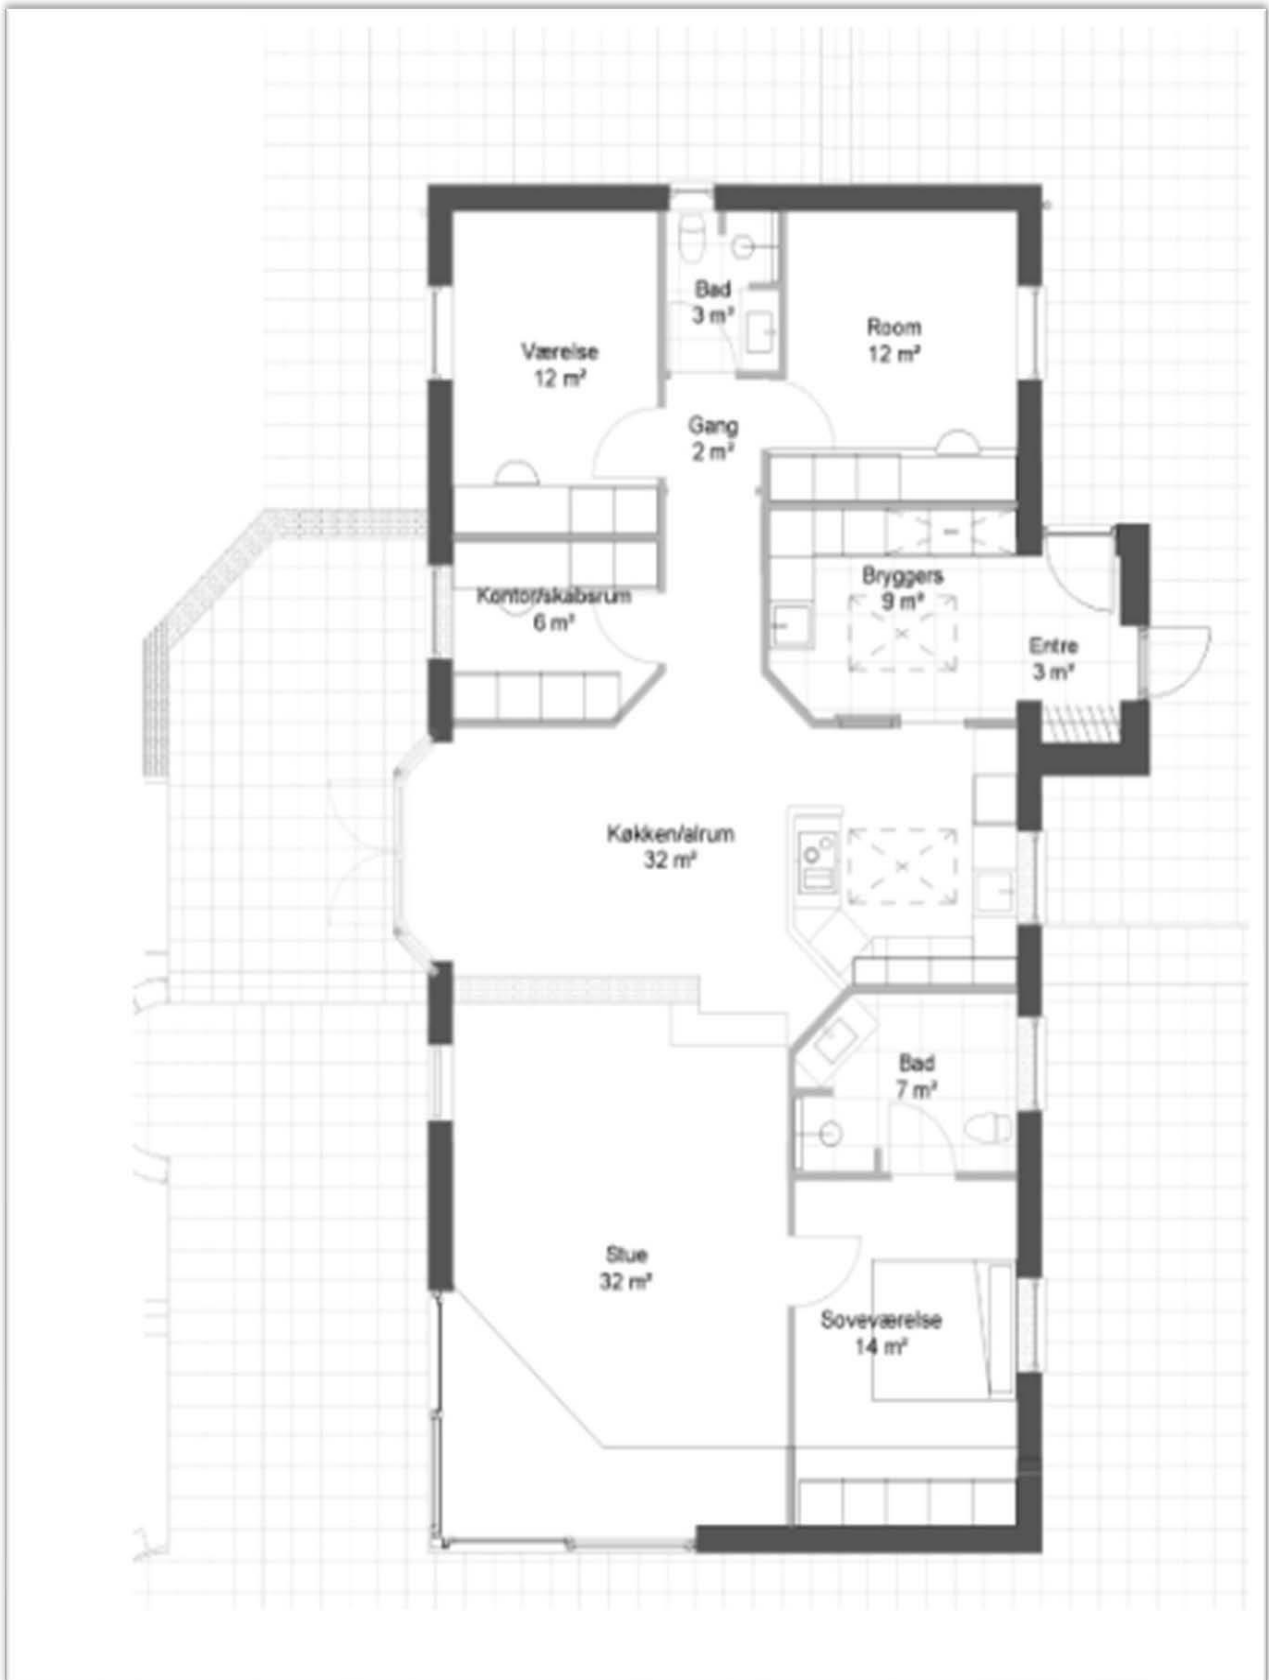 Bad
3 m²
Room
12 m²
Værelse
12 m²
Gang
2 m²
Bryggers
9 m²
Kontor/skabsrum
6 m²
Entre
3 m²
Køkken/alrum
32 m²
Bad
7 m²
Stue
32 m²
Soveværelse
14 m²